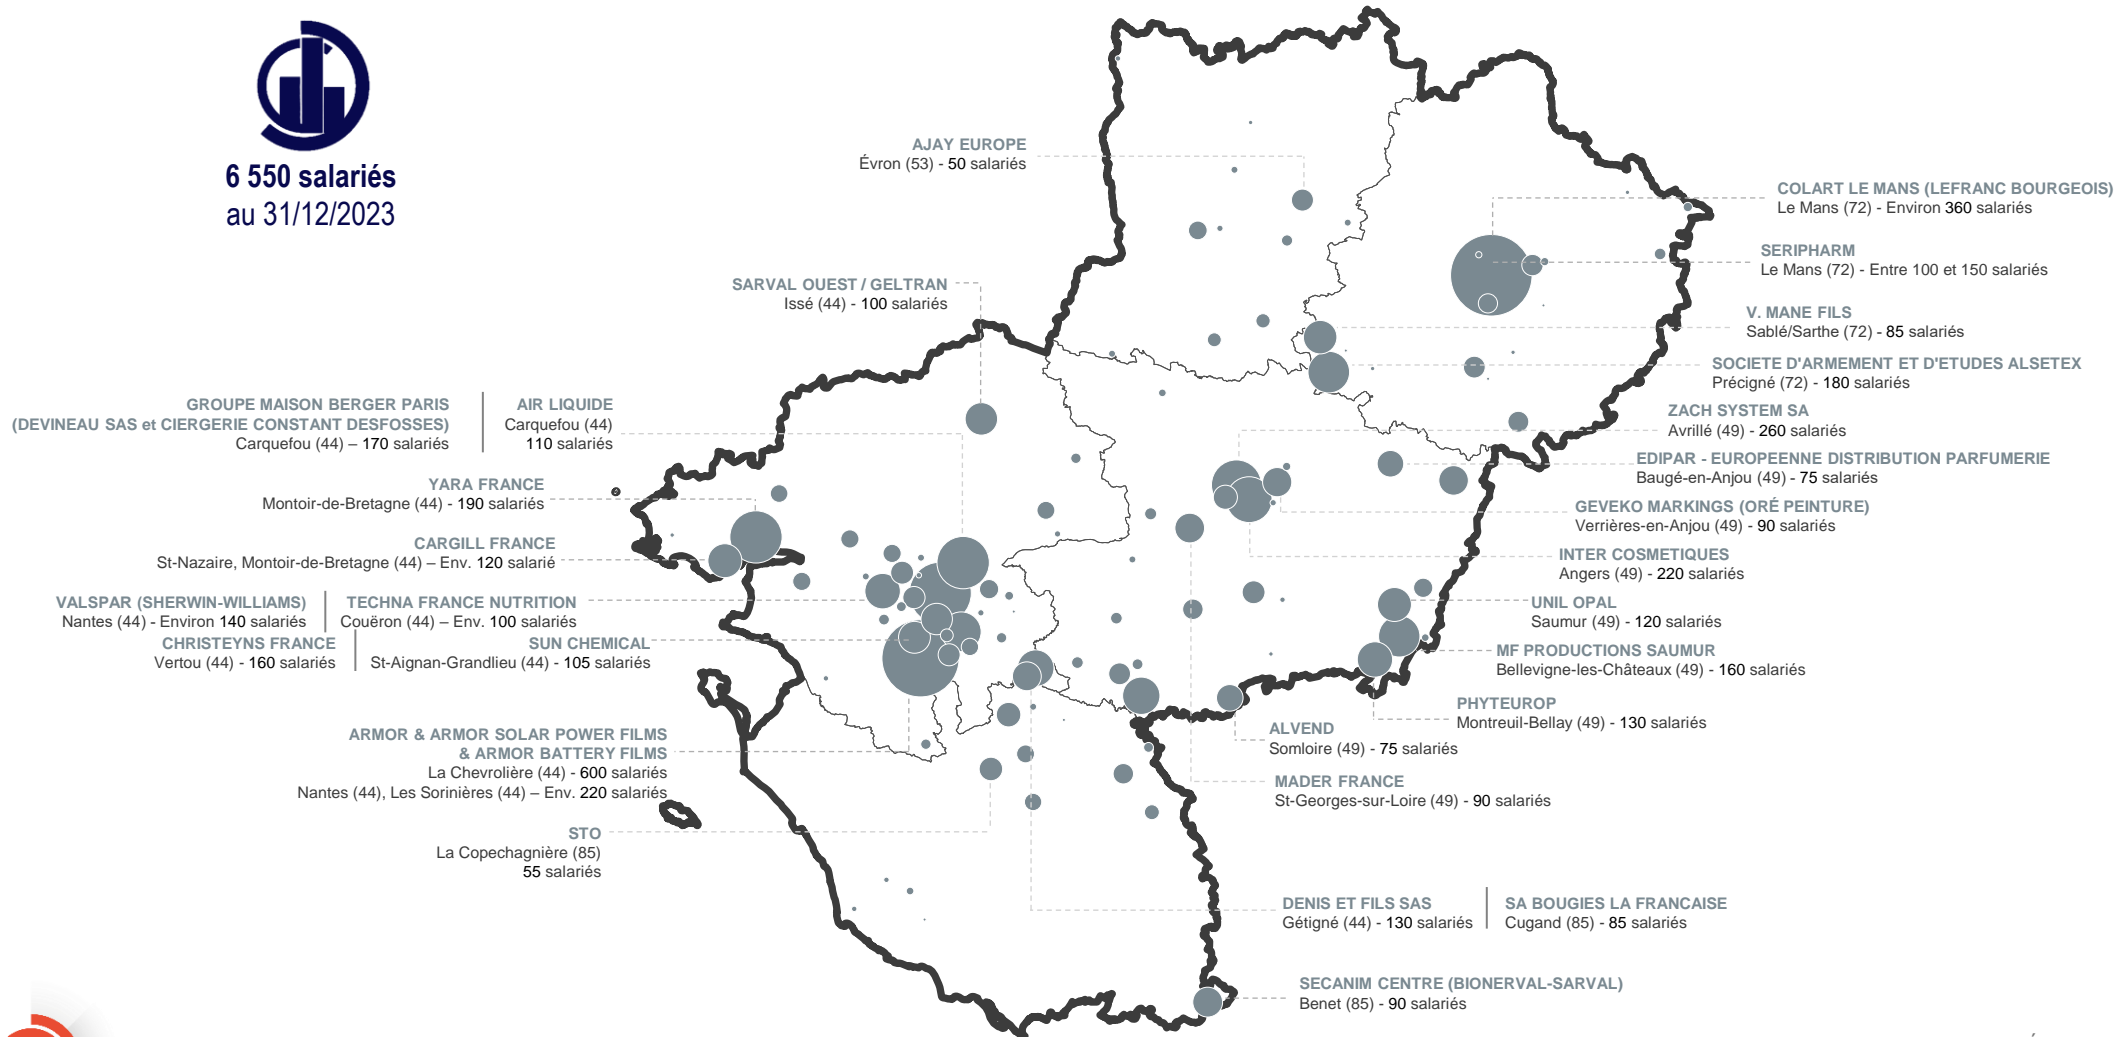 6 550 salariés
au 31/12/2023
AJAY EUROPE
Évron (53) - 50 salariés
SARVAL OUEST / GELTRAN
Issé (44) - 100 salariés
GROUPE MAISON BERGER PARIS
(DEVINEAU SAS et CIERGERIE CONSTANT DESFOSSES)
Carquefou (44) – 170 salariés
AIR LIQUIDE
Carquefou (44)
110 salariés
YARA FRANCE
Montoir-de-Bretagne (44) - 190 salariés
CARGILL FRANCE
St-Nazaire, Montoir-de-Bretagne (44) – Env. 120 salarié
VALSPAR (SHERWIN-WILLIAMS)
Nantes (44) - Environ 140 salariés
TECHNA FRANCE NUTRITION
Couëron (44) – Env. 100 salariés
CHRISTEYNS FRANCE
Vertou (44) - 160 salariés
SUN CHEMICAL
St-Aignan-Grandlieu (44) - 105 salariés
ARMOR & ARMOR SOLAR POWER FILMS
& ARMOR BATTERY FILMS
La Chevrolière (44) - 600 salariés
Nantes (44), Les Sorinières (44) – Env. 220 salariés
STO
La Copechagnière (85)
55 salariés
COLART LE MANS (LEFRANC BOURGEOIS)
Le Mans (72) - Environ 360 salariés
SERIPHARM
Le Mans (72) - Entre 100 et 150 salariés
V. MANE FILS
Sablé/Sarthe (72) - 85 salariés
SOCIETE D'ARMEMENT ET D'ETUDES ALSETEX
Précigné (72) - 180 salariés
ZACH SYSTEM SA
Avrillé (49) - 260 salariés
EDIPAR - EUROPEENNE DISTRIBUTION PARFUMERIE
Baugé-en-Anjou (49) - 75 salariés
GEVEKO MARKINGS (ORÉ PEINTURE)
Verrières-en-Anjou (49) - 90 salariés
INTER COSMETIQUES
Angers (49) - 220 salariés
UNIL OPAL
Saumur (49) - 120 salariés
MF PRODUCTIONS SAUMUR
Bellevigne-les-Châteaux (49) - 160 salariés
PHYTEUROP
Montreuil-Bellay (49) - 130 salariés
ALVEND
Somloire (49) - 75 salariés
MADER FRANCE
St-Georges-sur-Loire (49) - 90 salariés
DENIS ET FILS SAS
Gétigné (44) - 130 salariés
SA BOUGIES LA FRANCAISE
Cugand (85) - 85 salariés
SECANIM CENTRE (BIONERVAL-SARVAL)
Benet (85) - 90 salariés